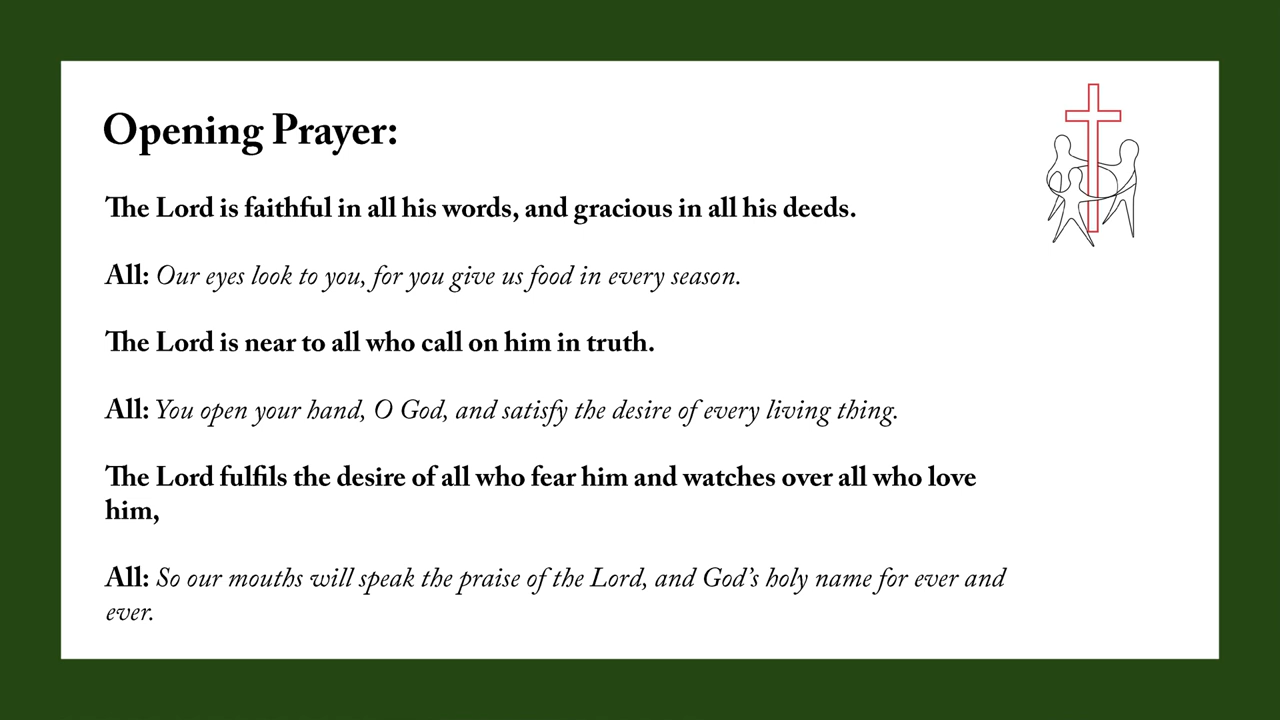 Opening Prayer:
The Lord is faithful in all his words, and gracious in all his deeds.
All: Our eyes look to you, for you give us food in every season.
The Lord is near to all who call on him in truth.
All: You open your hand, O God, and satisfy the desire of every living thing.
The Lord fulfils the desire of all who fear him and watches over all who love
him,
All: So our mouths will speak the praise of the Lord, and God’s holy name for ever and
ever.